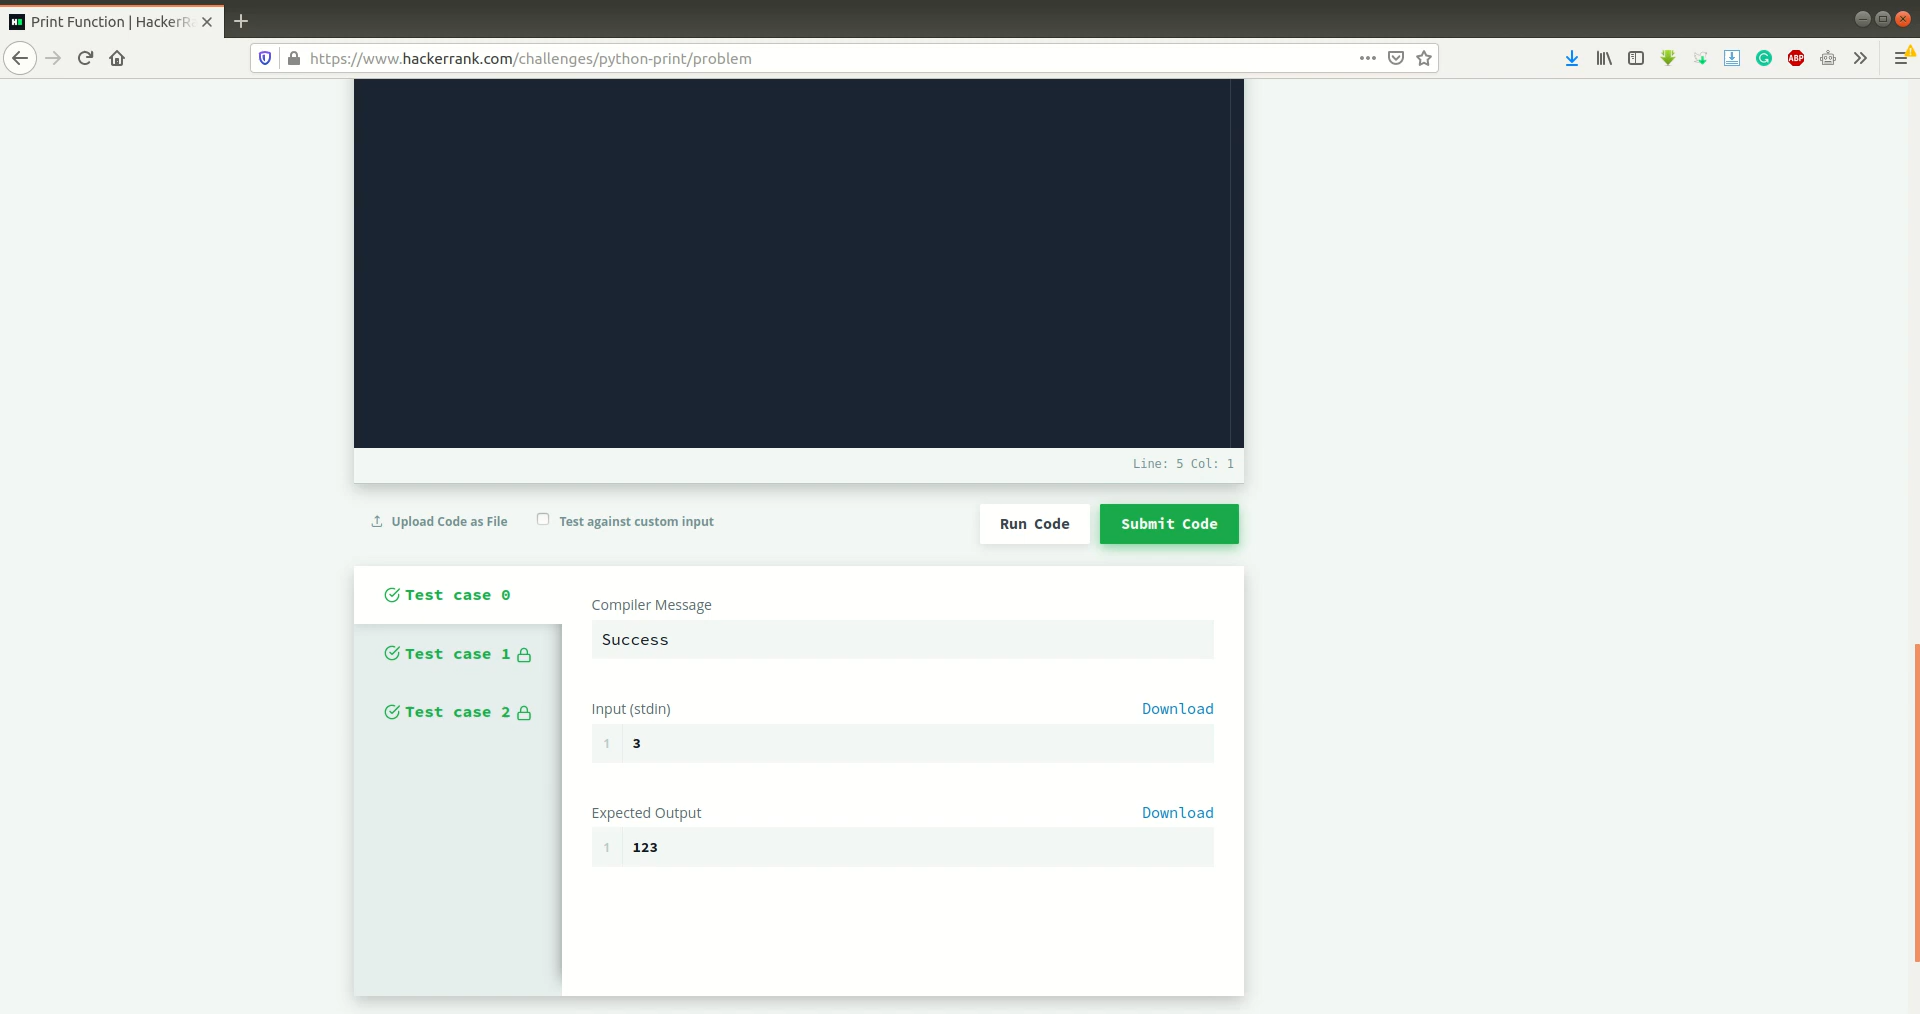 Print Function | HackerRa
https://www.hackerrank.com/challenges/python-print/problem
ABP
Line: 5 Col: 1
Upload Code as File
Test against custom input
Run Code
Submit Code
Test case 0
Test case 1
Test case 2
Compiler Message
Success
Input (stdin)
Download
1 3
Expected Output
Download
1 123